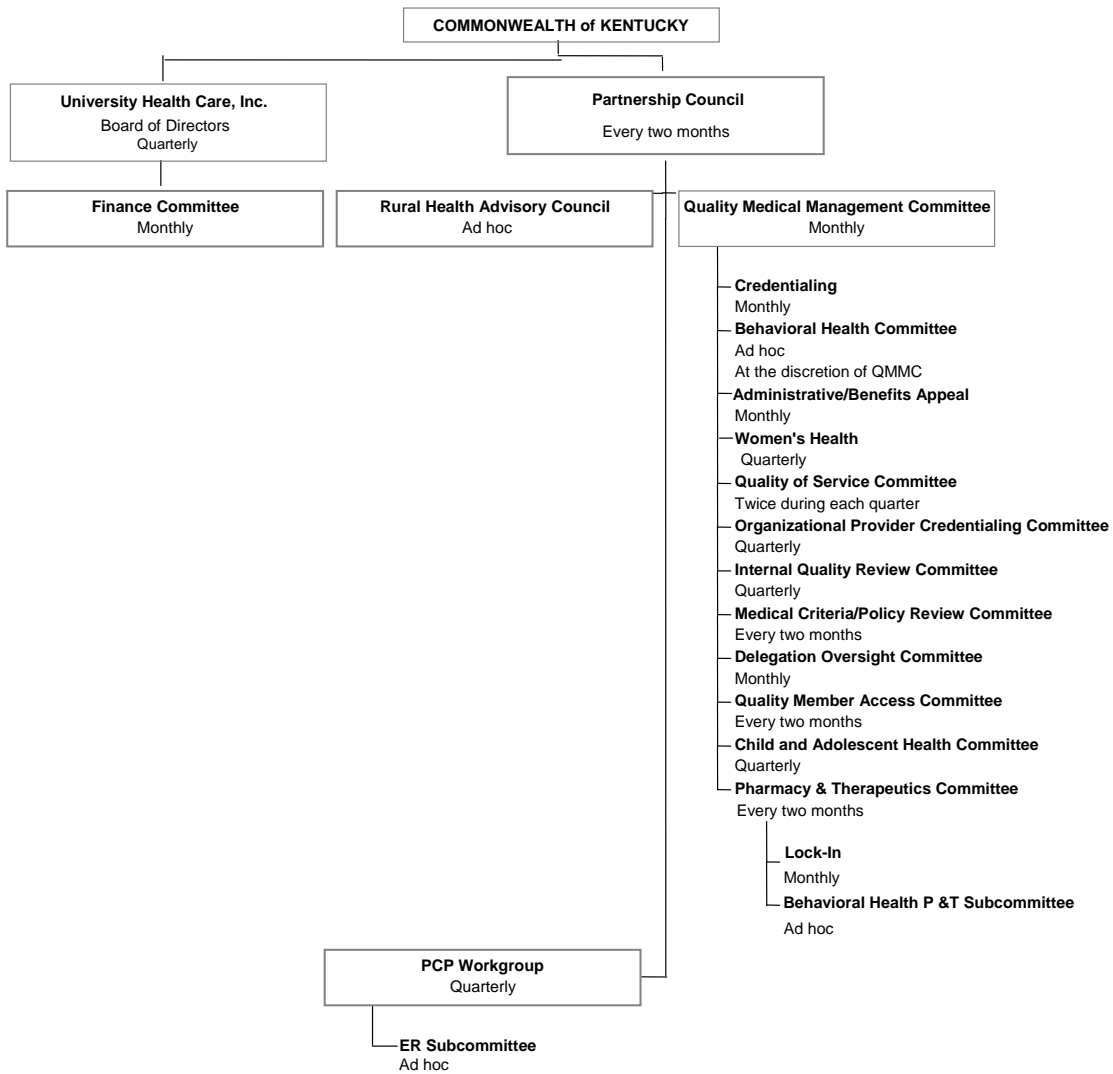 COMMONWEALTH of KENTUCKY
University Health Care, Inc.
Board of Directors
Quarterly
Partnership Council
Every two months
Finance Committee
Monthly
Rural Health Advisory Council
Ad hoc
Quality Medical Management Committee
Monthly
Credentialing
Monthly
Behavioral Health Committee
Ad hoc
At the discretion of QMMC
Administrative/Benefits Appeal
Monthly
Women's Health
Quarterly
Quality of Service Committee
Twice during each quarter
Organizational Provider Credentialing Committee
Quarterly
Internal Quality Review Committee
Quarterly
Medical Criteria/Policy Review Committee
Every two months
Delegation Oversight Committee
Monthly
Quality Member Access Committee
Every two months
Child and Adolescent Health Committee
Quarterly
Pharmacy & Therapeutics Committee
Every two months
Lock-In
Monthly
Behavioral Health P &T Subcommittee
Ad hoc
PCP Workgroup
Quarterly
ER Subcommittee
Ad hoc